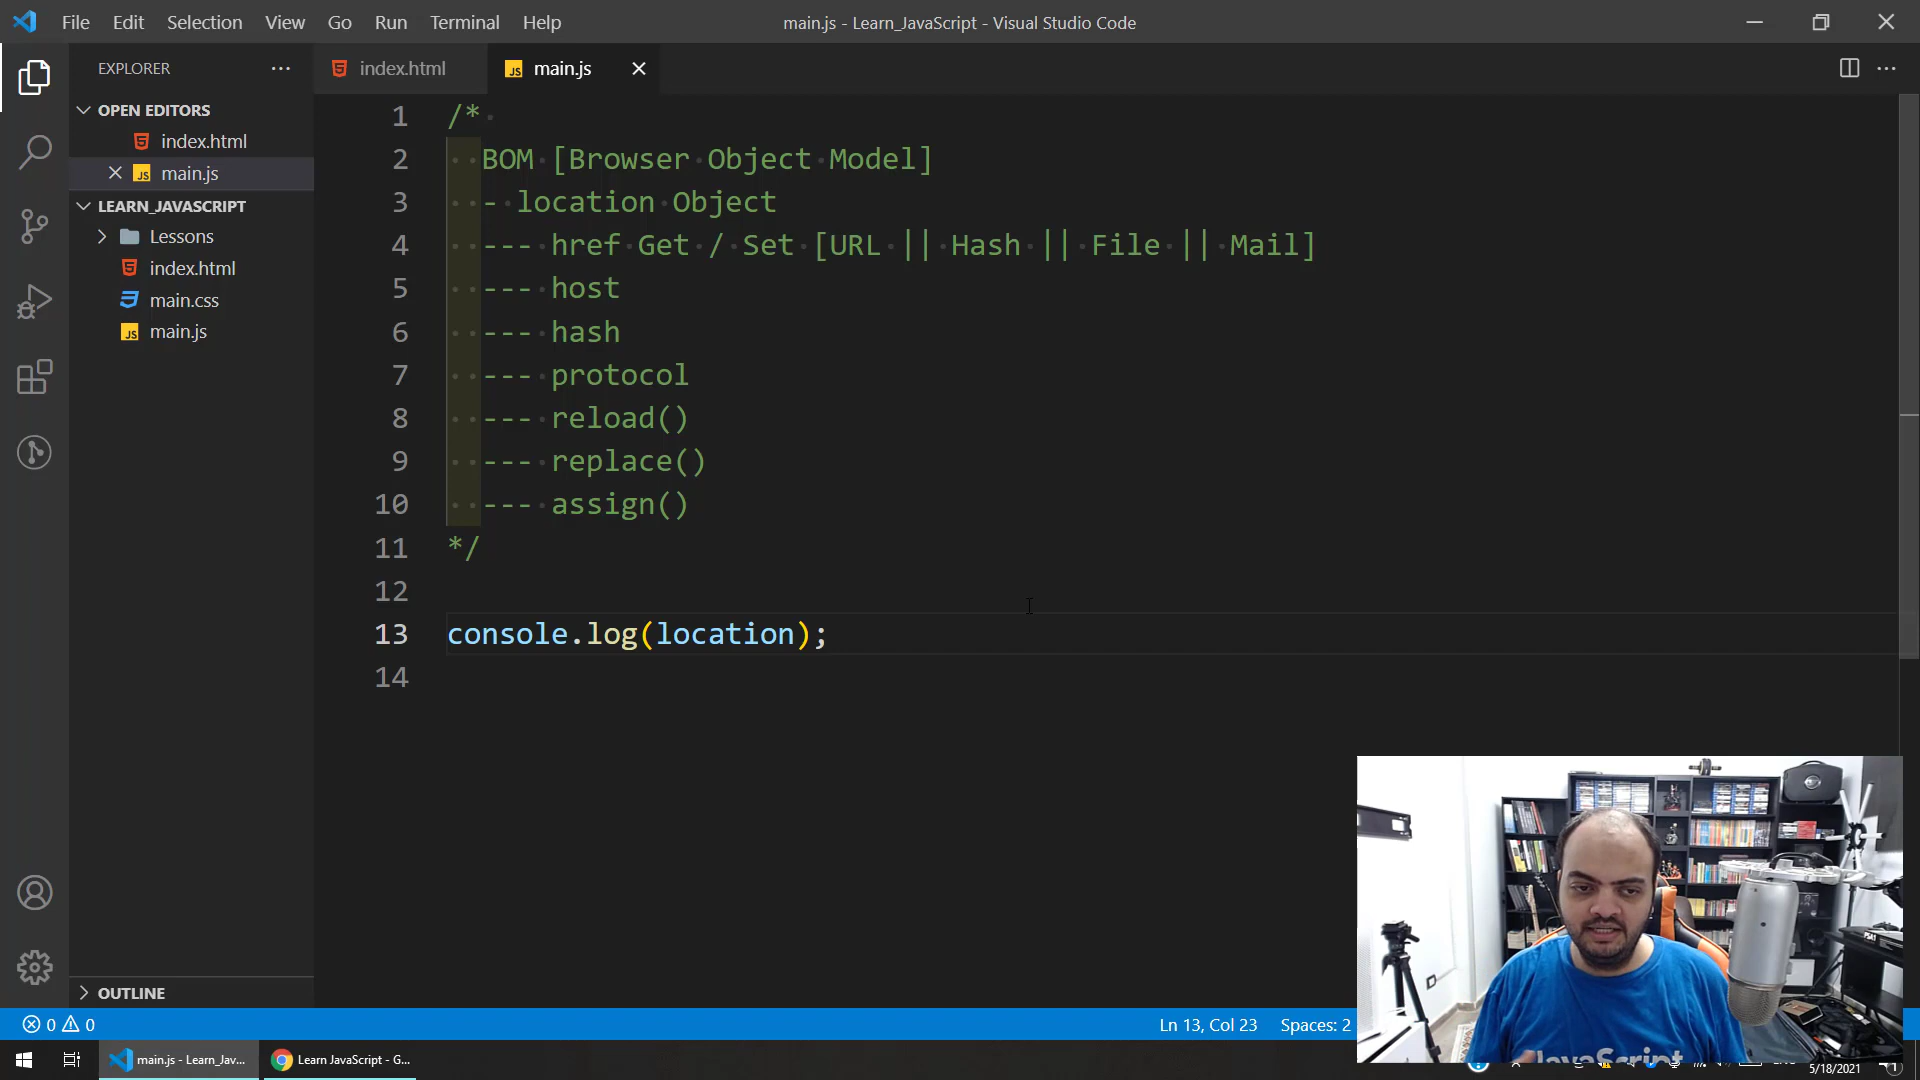 File Edit Selection View Go Run Terminal Help
main.js - Learn_JavaScript - Visual Studio Code
EXPLORER
index.html
main.js
OPEN EDITORS
index.html
main.js
LEARN_JAVASCRIPT
Lessons
index.html
main.css
main.js
OUTLINE
1 /*
2 BOM [Browser Object Model]
3 - location Object
4 --- href Get / Set [URL || Hash || File || Mail]
5 --- host
6 --- hash
7 --- protocol
8 --- reload()
9 --- replace()
10 --- assign()
11 */
12
13 console.log(location);
14
0 0
Ln 13, Col 23 Spaces: 2
main.js - Learn_Jav...
Learn JavaScript - G...
JavaScript
5/18/2021